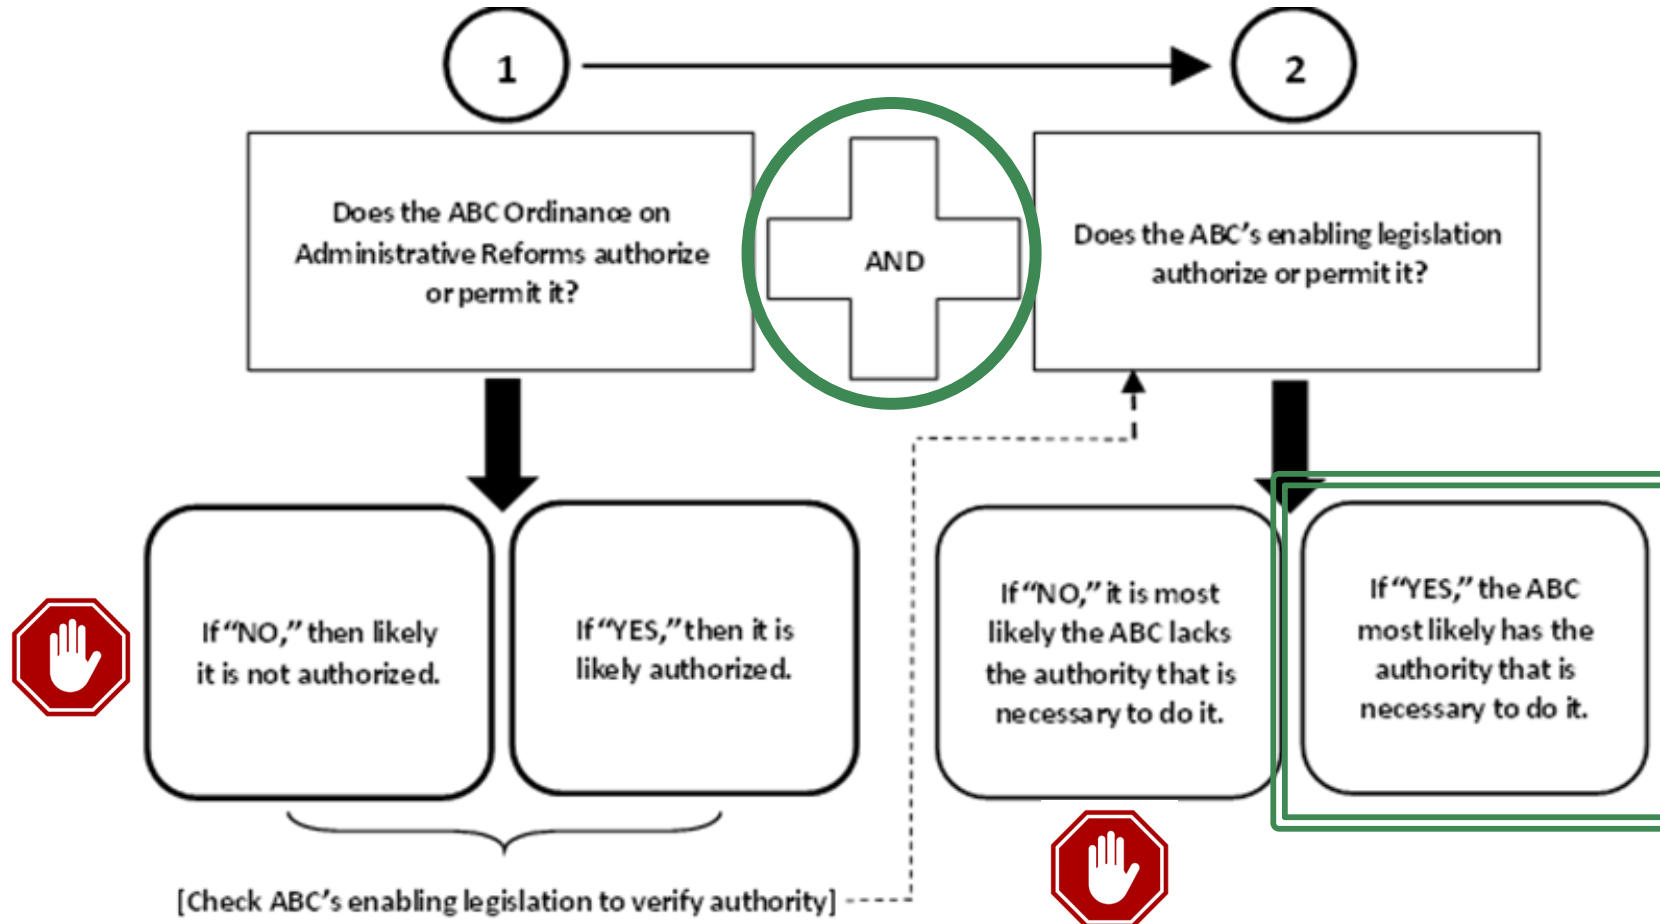 1
2
Does the ABC Ordinance on
Administrative Reforms authorize
or permit it?
AND
Does the ABC’s enabling legislation
authorize or permit it?
If “NO,” then likely
it is not authorized.
If “YES,” then it is
likely authorized.
If “NO,” it is most
likely the ABC lacks
the authority that is
necessary to do it.
If “YES,” the ABC
most likely has the
authority that is
necessary to do it.
[Check ABC’s enabling legislation to verify authority]